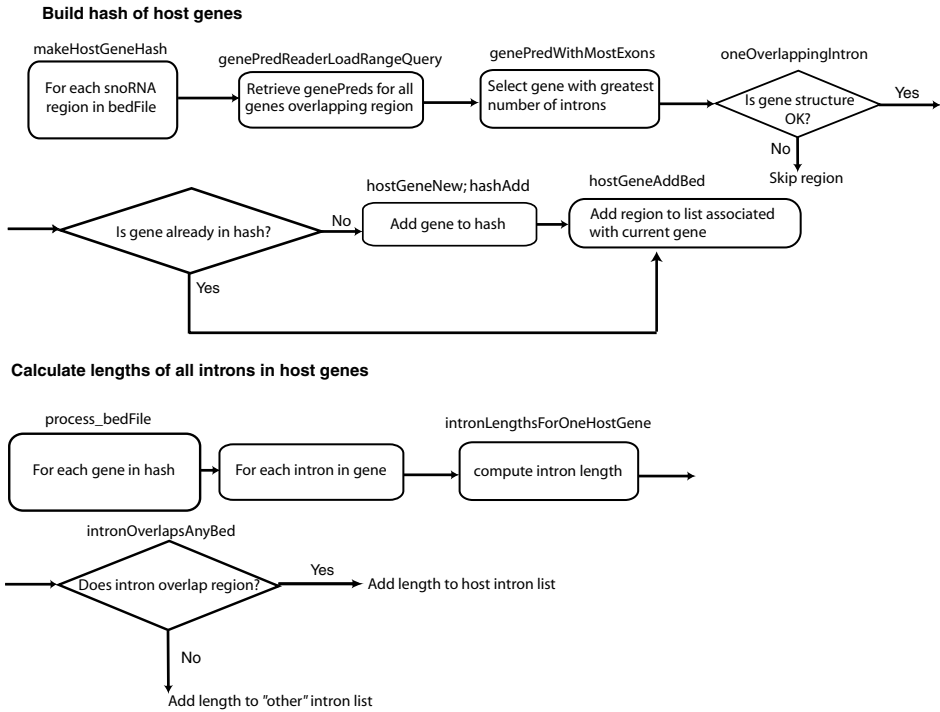 Build hash of host genes
makeHostGeneHash
For each snoRNA
region in bedFile
genePredReaderLoadRangeQuery
Retrieve genePreds for all
genes overlapping region
genePredWithMostExons
Select gene with greatest
number of introns
oneOverlappingIntron
Is gene structure
OK?
Yes
No
Skip region
Is gene already in hash?
No
Yes
hostGeneNew; hashAdd
Add gene to hash
hostGeneAddBed
Add region to list associated
with current gene
Calculate lengths of all introns in host genes
process_bedFile
For each gene in hash
For each intron in gene
intronLengthsForOneHostGene
compute intron length
intronOverlapsAnyBed
Does intron overlap region?
Yes
Add length to host intron list
No
Add length to "other" intron list